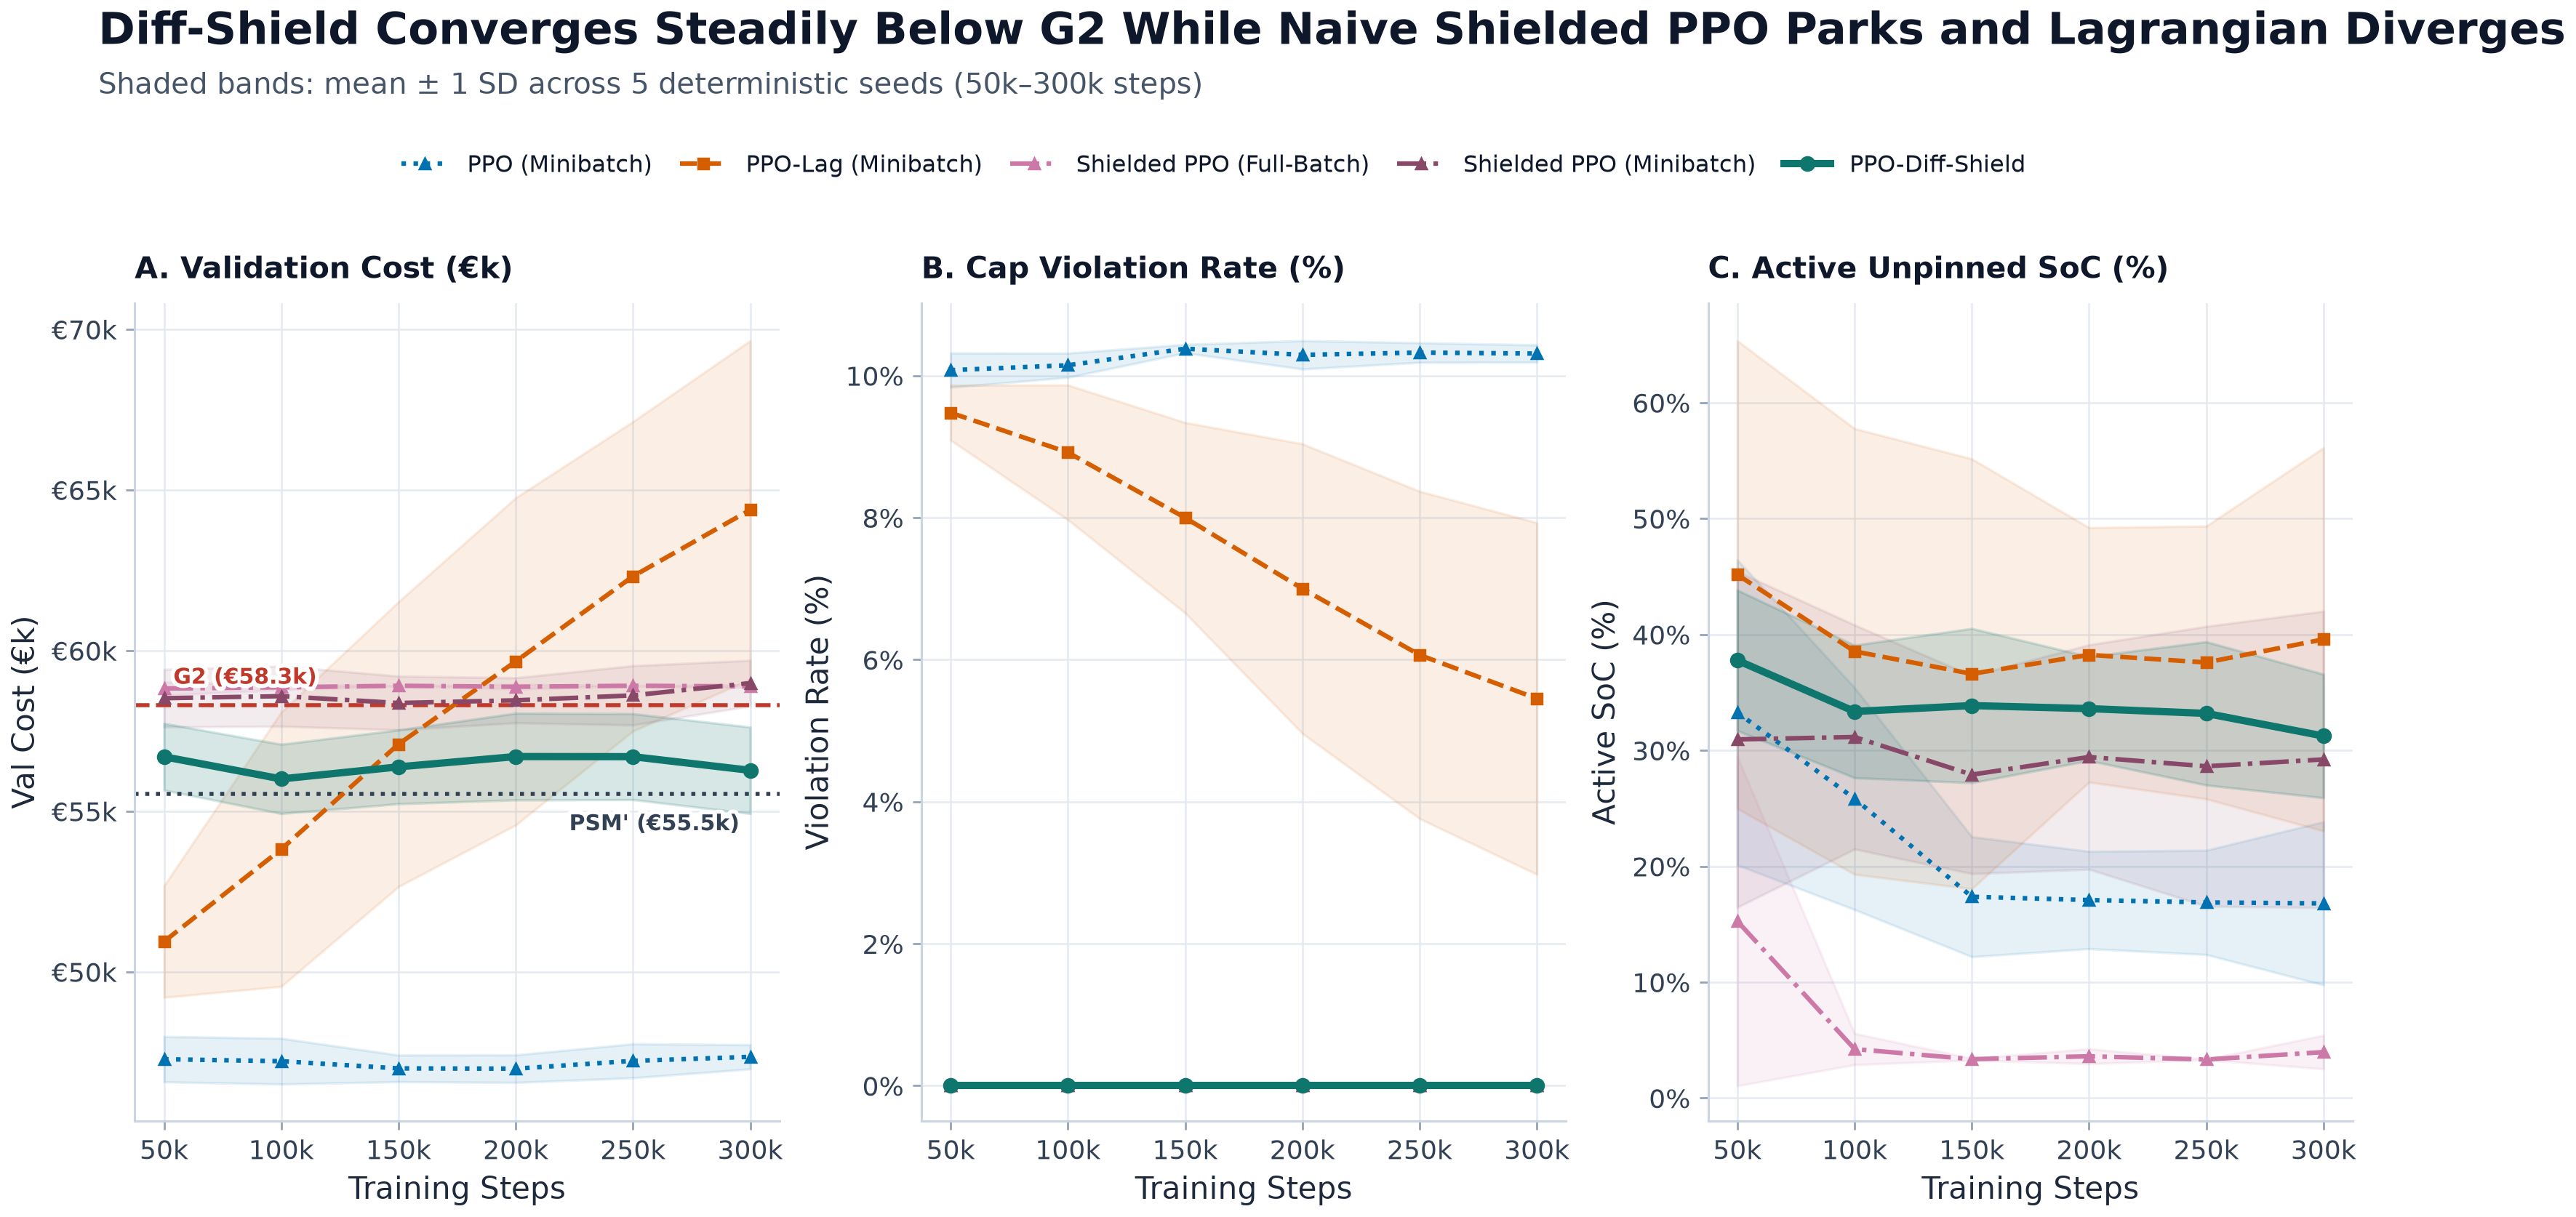 Diff-Shield Converges Steadily Below G2 While Naive Shielded PPO Parks and Lagrangian Diverges
Shaded bands: mean ± 1 SD across 5 deterministic seeds (50k–300k steps)
PPO (Minibatch)
PPO-Lag (Minibatch)
Shielded PPO (Full-Batch)
Shielded PPO (Minibatch)
PPO-Diff-Shield
A. Validation Cost (€k)
Val Cost (€k)
€70k
€65k
€60k
€55k
€50k
G2 (€58.3k)
PSM' (€55.5k)
50k
100k
150k
200k
250k
300k
Training Steps
B. Cap Violation Rate (%)
Violation Rate (%)
10%
8%
6%
4%
2%
0%
50k
100k
150k
200k
250k
300k
Training Steps
C. Active Unpinned SoC (%)
Active SoC (%)
60%
50%
40%
30%
20%
10%
0%
50k
100k
150k
200k
250k
300k
Training Steps